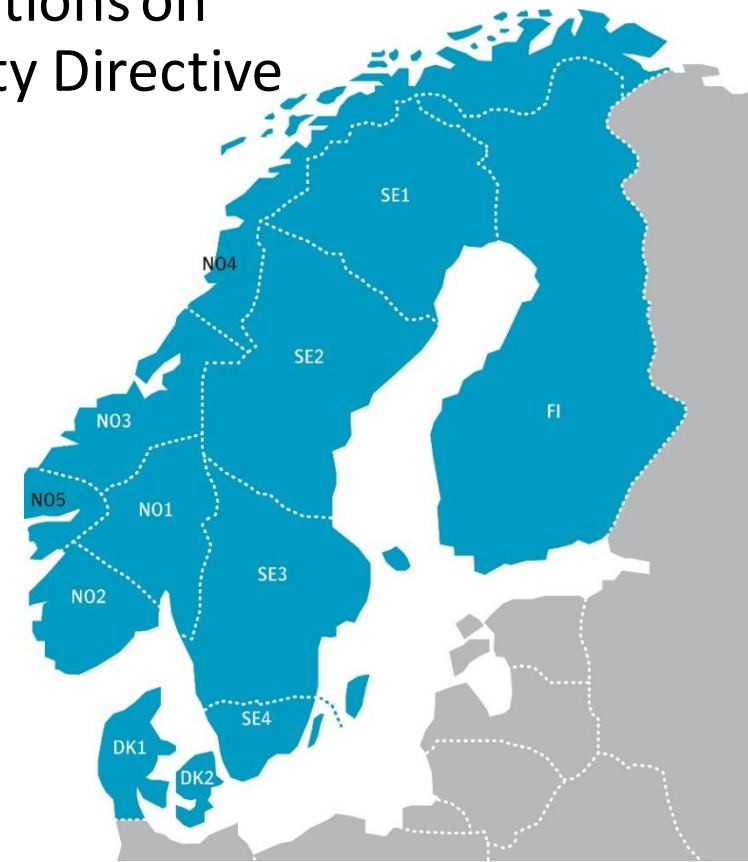 tions on
ty Directive
SE1
NO4
SE2
FI
NO3
NO5
NO1
SE3
NO2
SE4
DK1
DK2